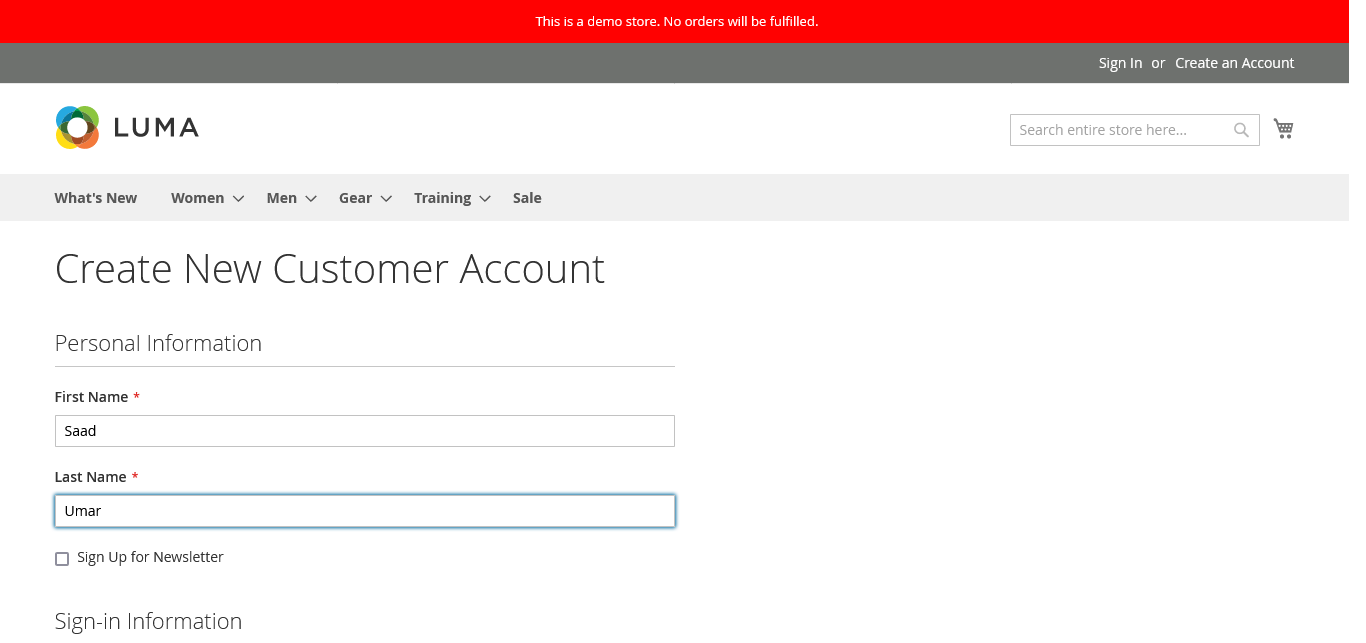 This is a demo store. No orders will be fulfilled.
Sign In or Create an Account
LUMA
Search entire store here...
What's New Women Men Gear Training Sale
Create New Customer Account
Personal Information
First Name *
Saad
Last Name *
Umar
Sign Up for Newsletter
Sign-in Information